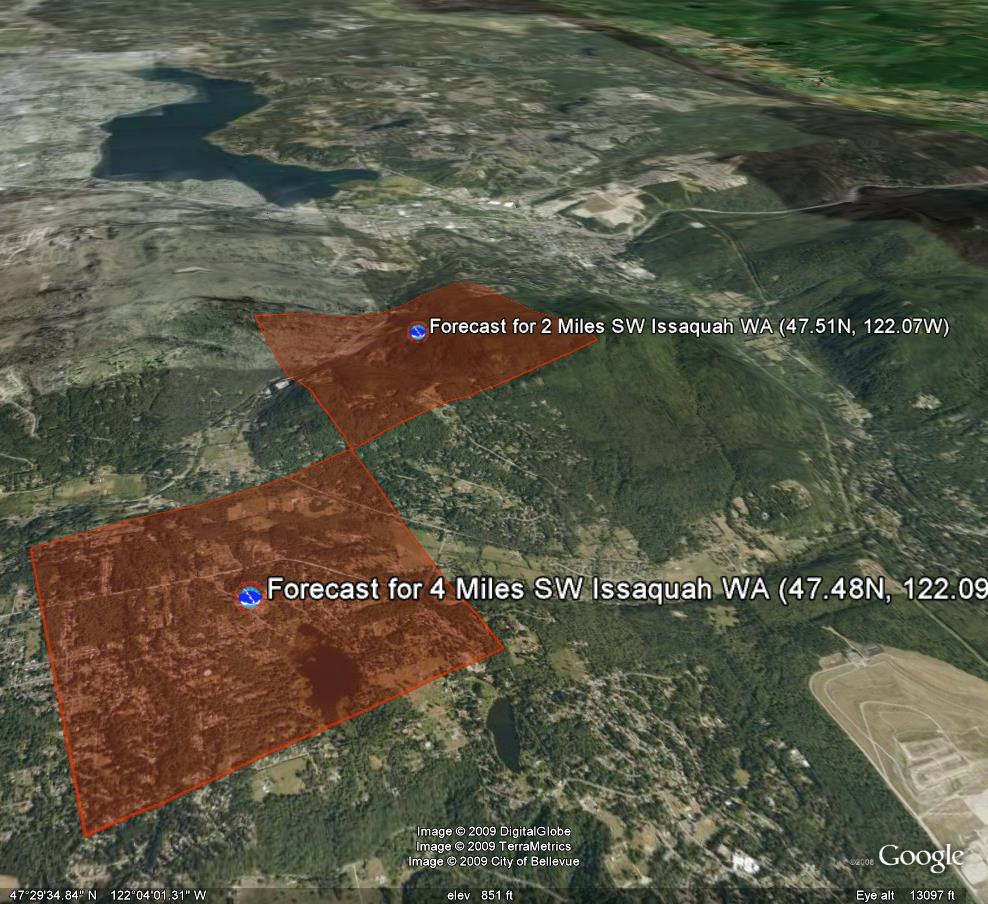 Forecast for 2 Miles SW Issaquah WA (47.51N, 122.07W)
Forecast for 4 Miles SW Issaquah WA (47.48N, 122.09
Image © 2009 DigitalGlobe
Image © 2009 TerraMetrics
Image © 2009 City of Bellevue
©2008 Google
47°29'34.84" N 122°04'01.31" W elev 851 ft Eye alt 13097 ft